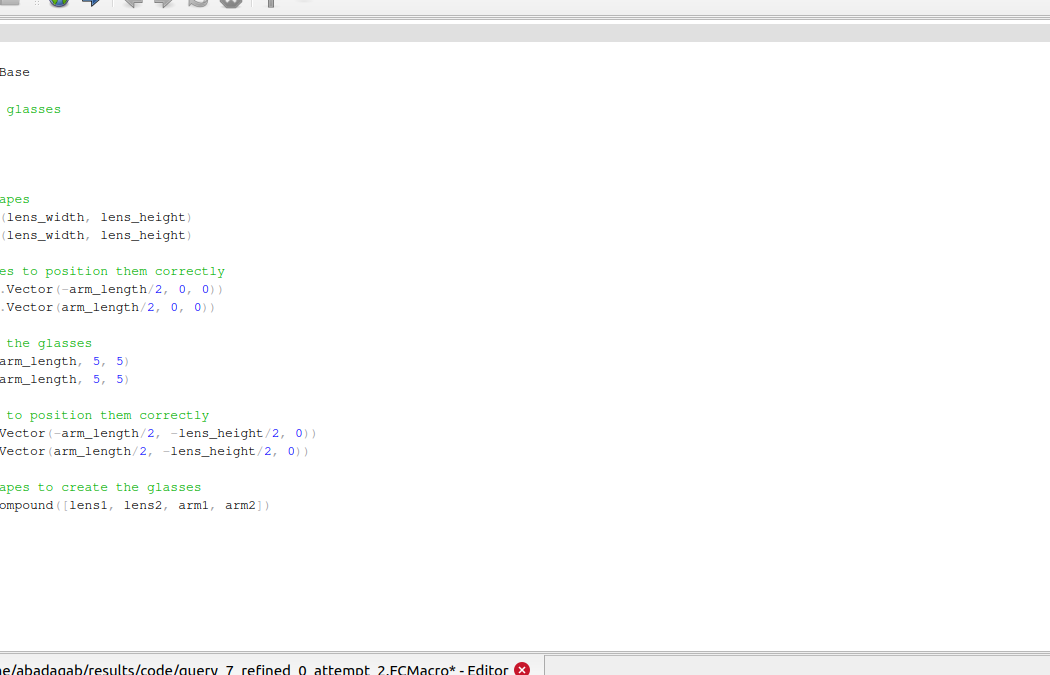 Base
glasses
apes
(lens_width, lens_height)
(lens_width, lens_height)
es to position them correctly
.Vector(-arm_length/2, 0, 0))
.Vector(arm_length/2, 0, 0))
the glasses
arm_length, 5, 5)
arm_length, 5, 5)
to position them correctly
Vector(-arm_length/2, -lens_height/2, 0))
Vector(arm_length/2, -lens_height/2, 0))
apes to create the glasses
ompound([lens1, lens2, arm1, arm2])
ne/abadagab/results/code/query_7_refined_0_attempt_2.FCMacro* - Editor